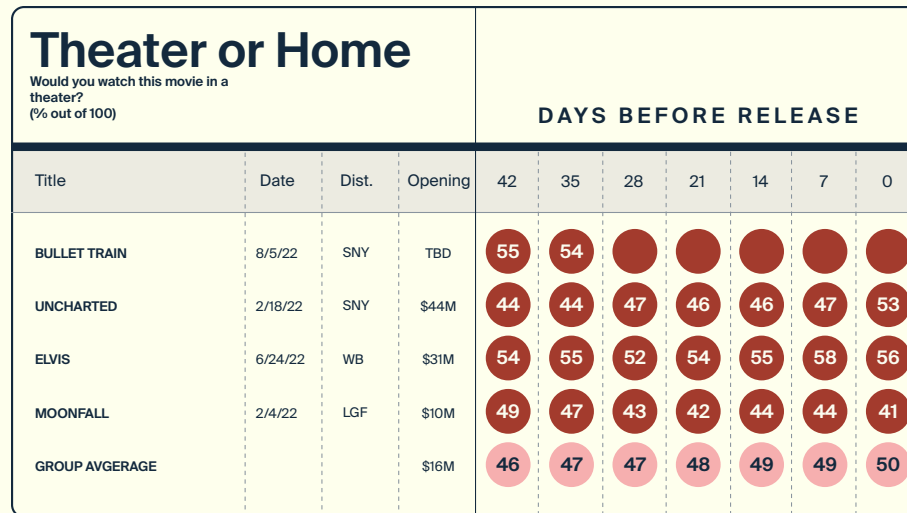 Theater or Home
Would you watch this movie in a
theater?
(% out of 100)
DAYS BEFORE RELEASE
Title Date Dist. Opening 42 35 28 21 14 7 0
BULLET TRAIN 8/5/22 SNY TBD 55 54
UNCHARTED 2/18/22 SNY $44M 44 44 47 46 46 47 53
ELVIS 6/24/22 WB $31M 54 55 52 54 55 58 56
MOONFALL 2/4/22 LGF $10M 49 47 43 42 44 44 41
GROUP AVGERAGE $16M 46 47 47 48 49 49 50